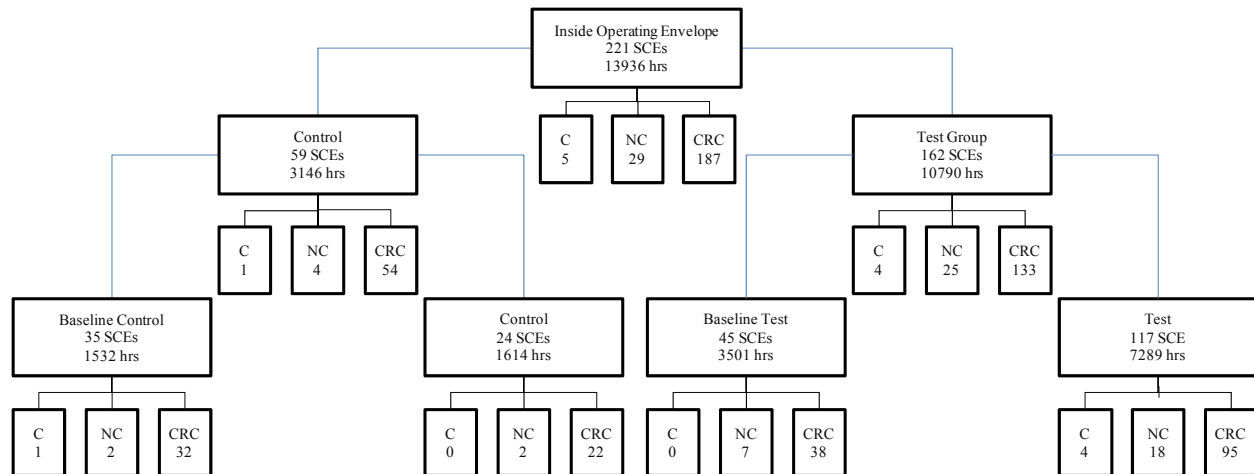 Inside Operating Envelope
221 SCEs
13936 hrs
C
5
NC
29
CRC
187
Control
59 SCEs
3146 hrs
C
1
NC
4
CRC
54
Test Group
162 SCEs
10790 hrs
C
4
NC
25
CRC
133
Baseline Control
35 SCEs
1532 hrs
C
1
NC
2
CRC
32
Control
24 SCEs
1614 hrs
C
0
NC
2
CRC
22
Baseline Test
45 SCEs
3501 hrs
C
0
NC
7
CRC
38
Test
117 SCE
7289 hrs
C
4
NC
18
CRC
95